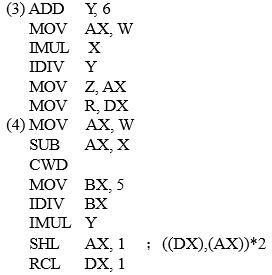 (3) ADD Y, 6
MOV AX, W
IMUL X
IDIV Y
MOV Z, AX
MOV R, DX
(4) MOV AX, W
SUB AX, X
CWD
MOV BX, 5
IDIV BX
IMUL Y
SHL AX, 1 ；((DX),(AX))*2
RCL DX, 1